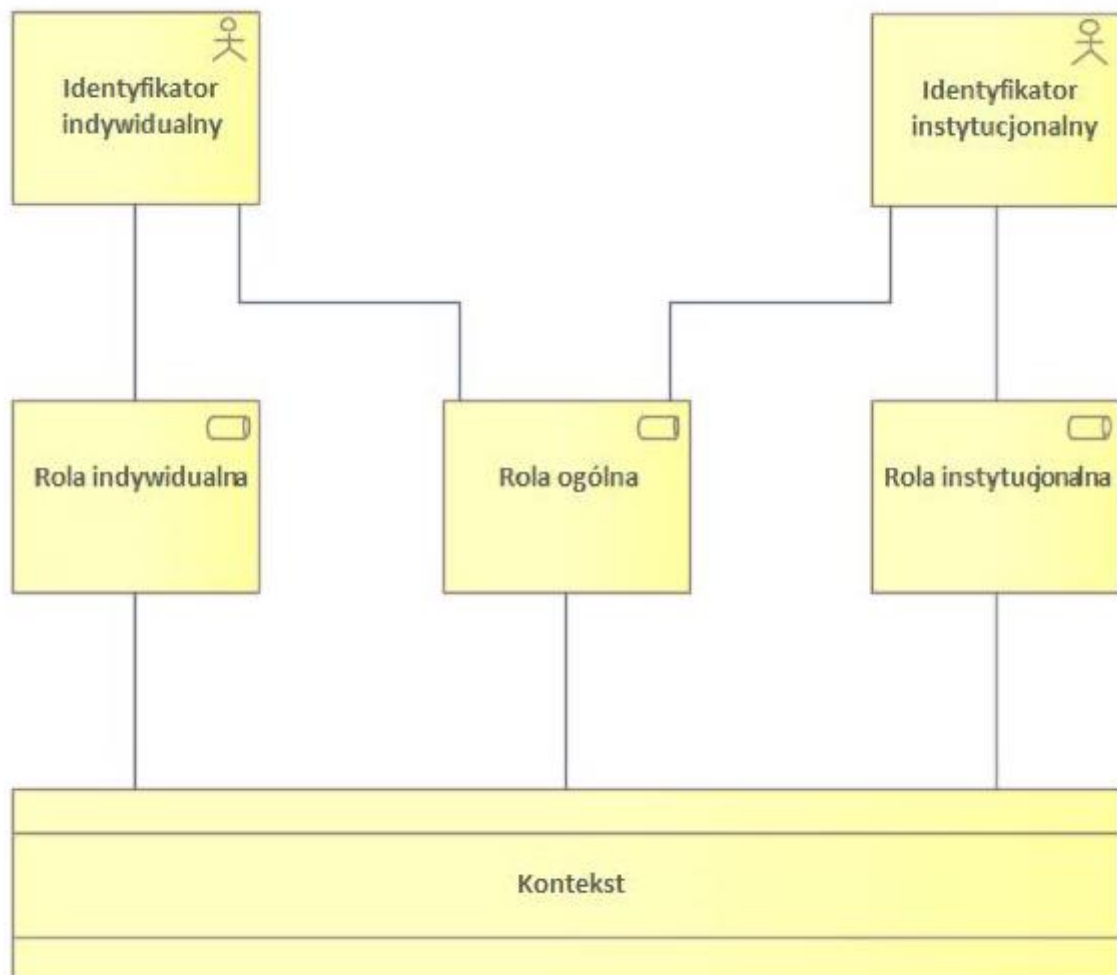 Identyfikator
indywidualny
Identyfikator
instytucjonalny
Rola indywidualna
Rola ogólna
Rola instytucjonalna
Kontekst